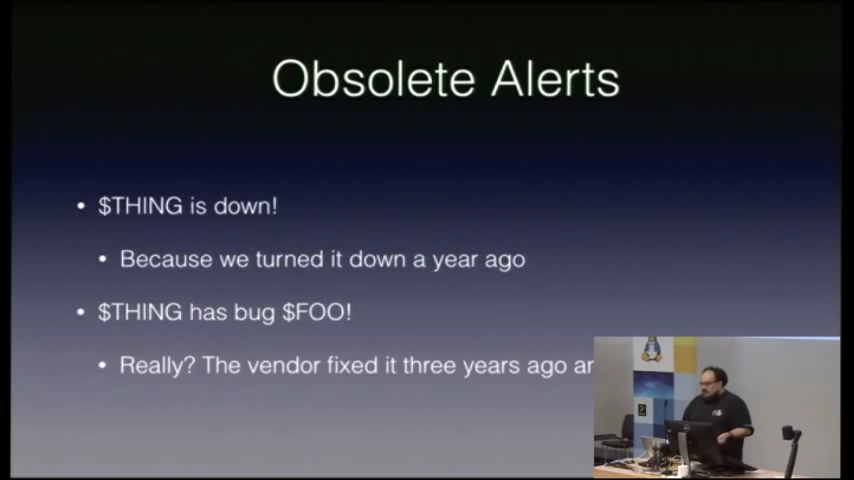 Obsolete Alerts
• $THING is down!
• Because we turned it down a year ago
• $THING has bug $FOO!
• Really? The vendor fixed it three years ago